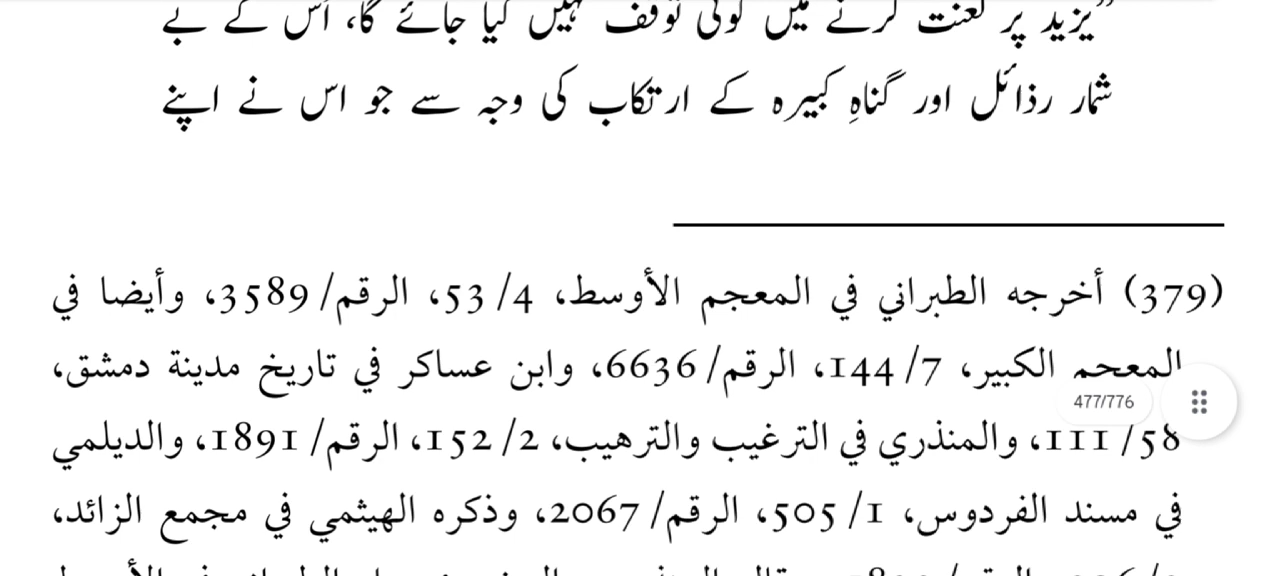 ”یزید پر لعنت کرنے میں کوئی توقف نہیں کیا جائے گا، اُس کے بے
شمار رذائل اور گناہِ کبیرہ کے ارتکاب کی وجہ سے جو اس نے اپنے
(379) أخرجه الطبراني في المعجم الأوسط، 4/ 53، الرقم/ 3589، وأيضا في
المعجم الكبير، 7/ 144، الرقم/ 6636، وابن عساكر في تاريخ مدينة دمشق،
477/776
58/ 111، والمنذري في الترغيب والترهيب، 2/ 152، الرقم/ 1891، والديلمي
في مسند الفردوس، 1/ 505، الرقم/ 2067، وذكره الهيثمي في مجمع الزائد،